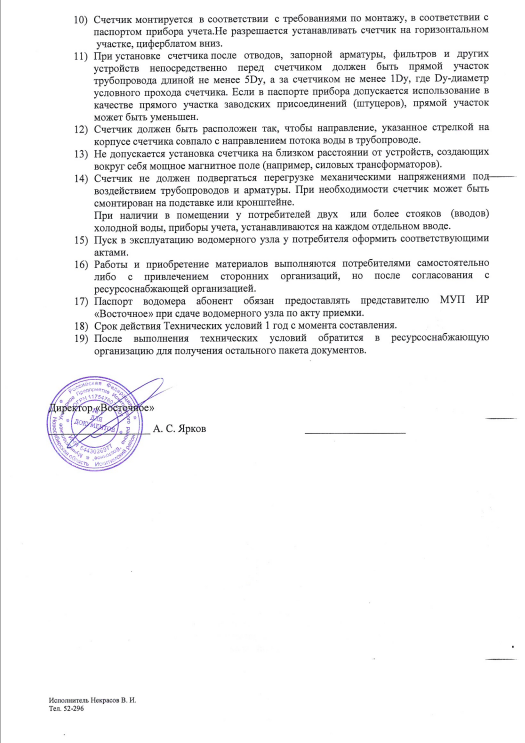 10) Счетчик монтируется в соответствии с требованиями по монтажу, в соответствии с
паспортом прибора учета.Не разрешается устанавливать счетчик на горизонтальном
участке, циферблатом вниз.
11) При установке счетчика после отводов, запорной арматуры, фильтров и других
устройств непосредственно перед счетчиком должен быть прямой участок
трубопровода длиной не менее 5Dy, а за счетчиком не менее 1Dy, где Dy-диаметр
условного прохода счетчика. Если в паспорте прибора допускается использование в
качестве прямого участка заводских присоединений (штуцеров), прямой участок
может быть уменьшен.
12) Счетчик должен быть расположен так, чтобы направление, указанное стрелкой на
корпусе счетчика совпало с направлением потока воды в трубопроводе.
13) Не допускается установка счетчика на близком расстоянии от устройств, создающих
вокруг себя мощное магнитное поле (например, силовых трансформаторов).
14) Счетчик не должен подвергаться перегрузке механическими напряжениями под
воздействием трубопроводов и арматуры. При необходимости счетчик может быть
смонтирован на подставке или кронштейне.
При наличии в помещении у потребителей двух или более стояков (вводов)
холодной воды, приборы учета, устанавливаются на каждом отдельном вводе.
15) Пуск в эксплуатацию водомерного узла у потребителя оформить соответствующими
актами.
16) Работы и приобретение материалов выполняются потребителями самостоятельно
либо с привлечением сторонних организаций, но после согласования с
ресурсоснабжающей организацией.
17) Паспорт водомера абонент обязан предоставлять представителю МУП ИР
«Восточное» при сдаче водомерного узла по акту приемки.
18) Срок действия Технических условий 1 год с момента составления.
19) После выполнения технических условий обратится в ресурсоснабжающую
организацию для получения остального пакета документов.
Директор «Восточное»
А. С. Ярков
ДЛЯ
ДОКУМЕНТОВ
Исполнитель Некрасов В. И.
Тел. 52-296